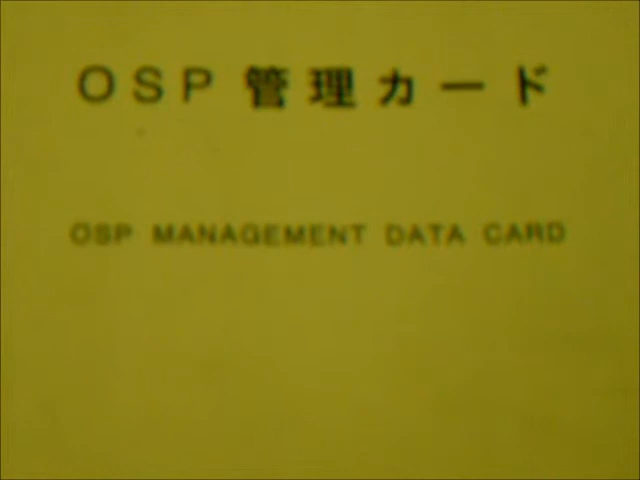 OSP 管理カード
OSP MANAGEMENT DATA CARD